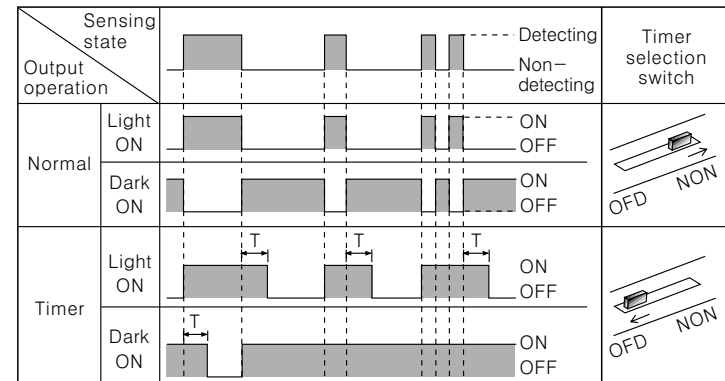 Sensing
state
Output
operation
Detecting
Non-
detecting
Timer
selection
switch
Normal
Light
ON
ON
OFF
Dark
ON
ON
OFF
OFD
NON
Timer
Light
ON
T
T
T
ON
OFF
Dark
ON
T
ON
OFF
OFD
NON